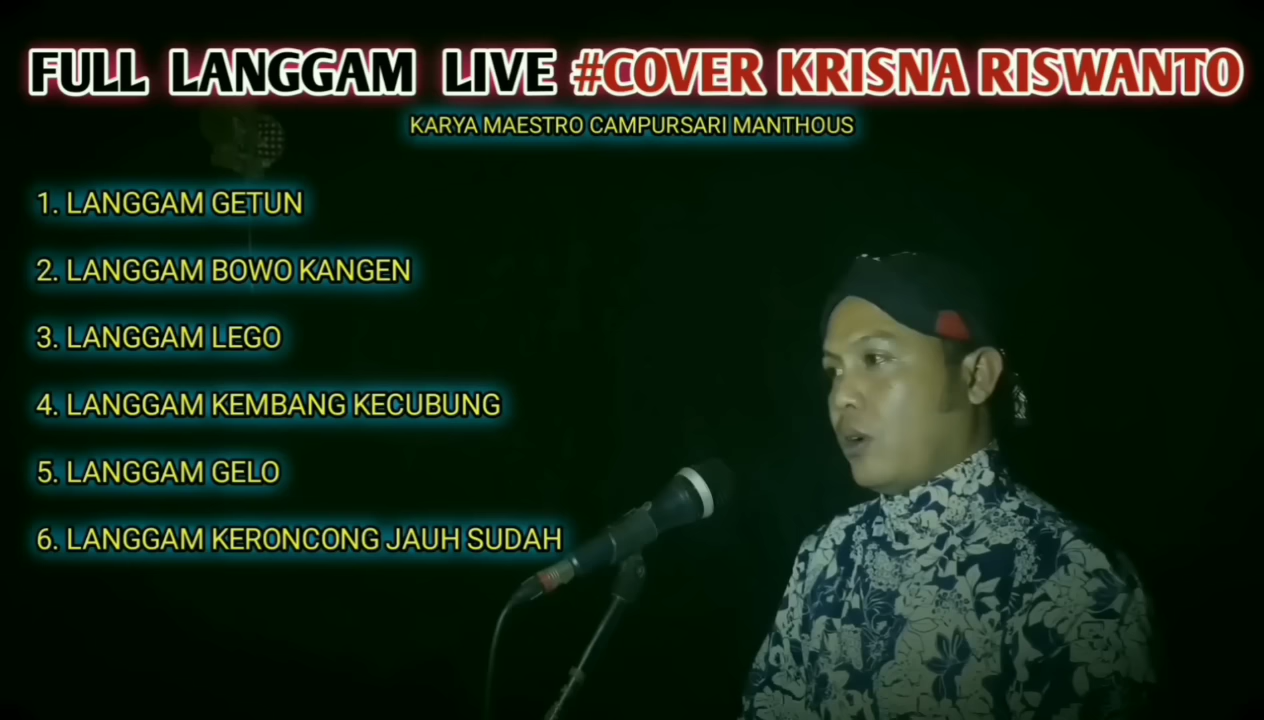 FULL LANGGAM LIVE #COVER KRISNA RISWANTO
KARYA MAESTRO CAMPURSARI MANTHOUS
1. LANGGAM GETUN
2. LANGGAM BOWO KANGEN
3. LANGGAM LEGO
4. LANGGAM KEMBANG KECUBUNG
5. LANGGAM GELO
6. LANGGAM KERONCONG JAUH SUDAH